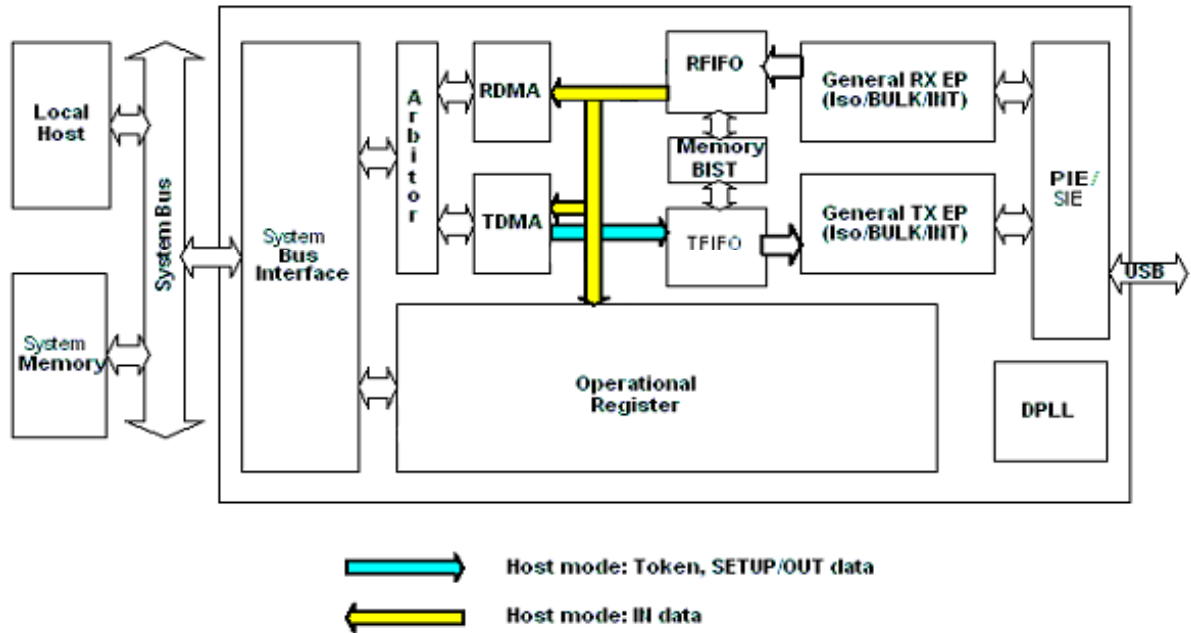 Local
Host
System
Memory
System Bus
System
Bus
Interface
Arbitor
RDMA
TDMA
RFIFO
Memory
BIST
TFIFO
General RX EP
(Iso/BULK/INT)
General TX EP
(Iso/BULK/INT)
PIE/
SIE
USB
Operational
Register
DPLL
Host mode: Token, SETUP/OUT data
Host mode: IN data